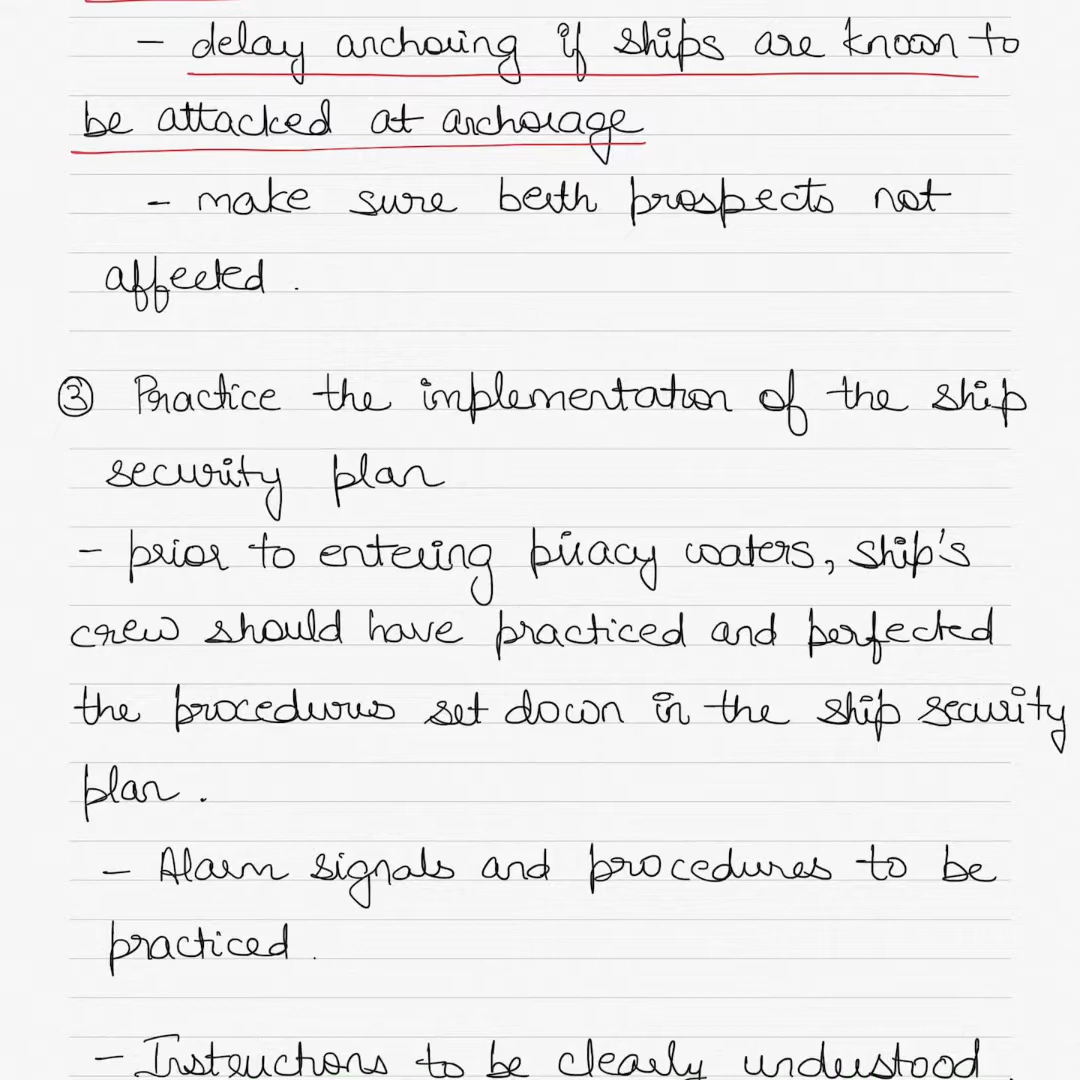 - delay anchoring if ships are known to
be attacked at anchorage
- make sure berth prospects not
affected.
③ Practice the implementation of the ship
security plan
- prior to entering piracy waters, ship's
crew should have practiced and perfected
the procedures set down in the ship security
plan.
- Alarm signals and procedures to be
practiced.
- Instructions to be clearly understood.